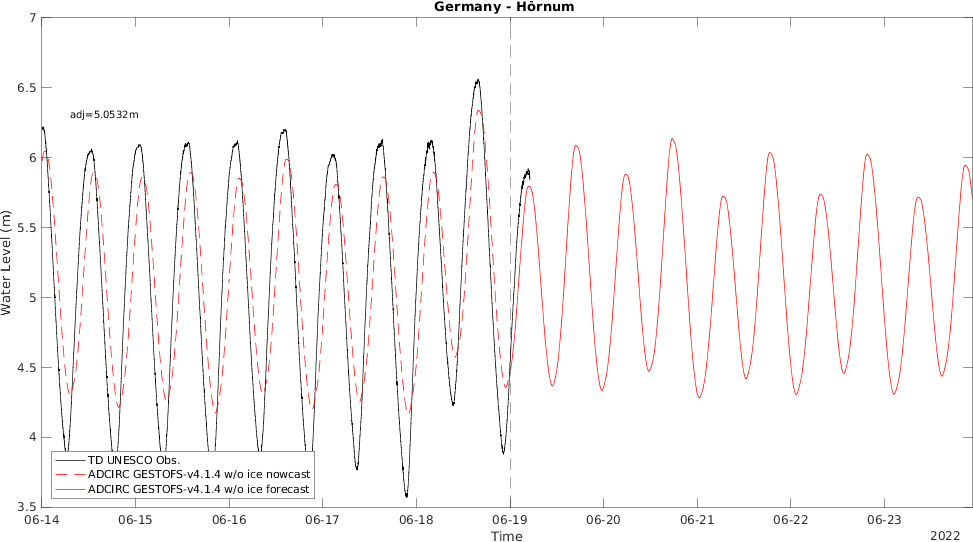 Germany - Hörnum
7
6.5
6
5.5
5
4.5
4
3.5
Water Level (m)
adj=5.0532m
TD UNESCO Obs.
ADCIRC GESTOFS-v4.1.4 w/o ice nowcast
ADCIRC GESTOFS-v4.1.4 w/o ice forecast
06-14 06-15 06-16 06-17 06-18 06-19 06-20 06-21 06-22 06-23
Time
2022